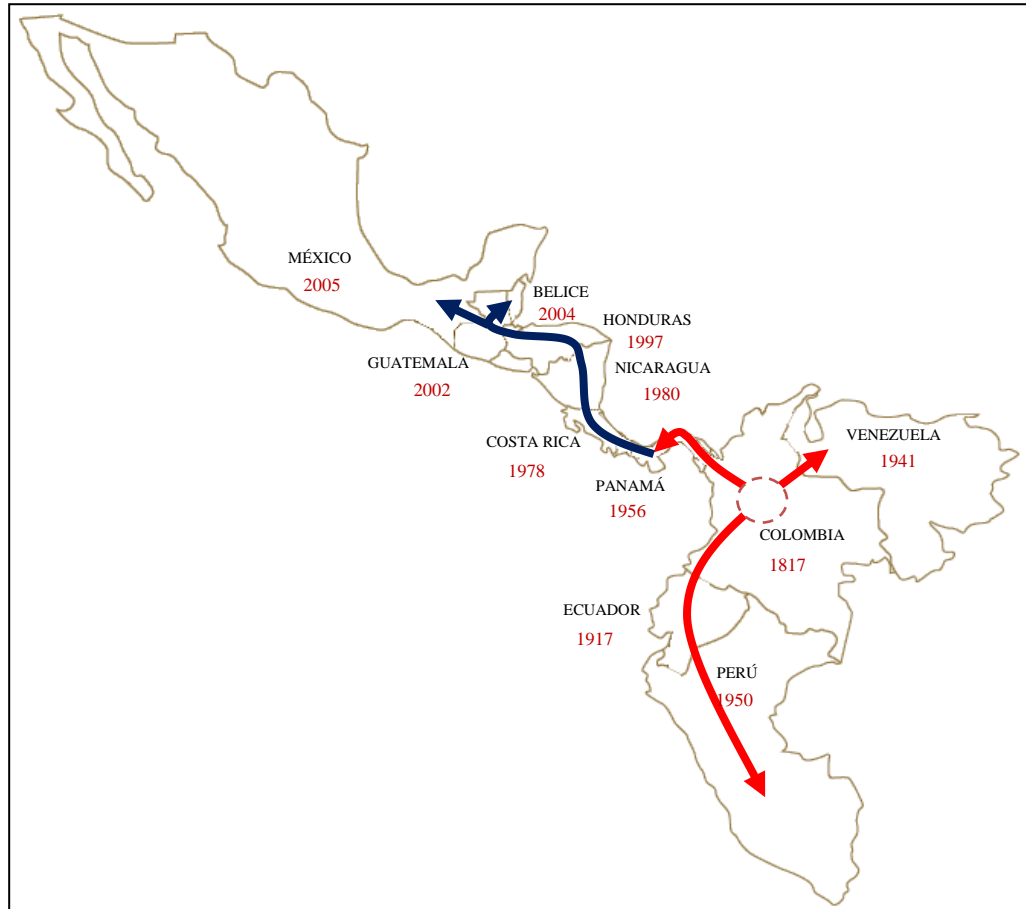 MÉXICO
2005
BELICE
2004
HONDURAS
1997
GUATEMALA
2002
NICARAGUA
1980
COSTA RICA
1978
PANAMÁ
1956
VENEZUELA
1941
COLOMBIA
1817
ECUADOR
1917
PERÚ
1950